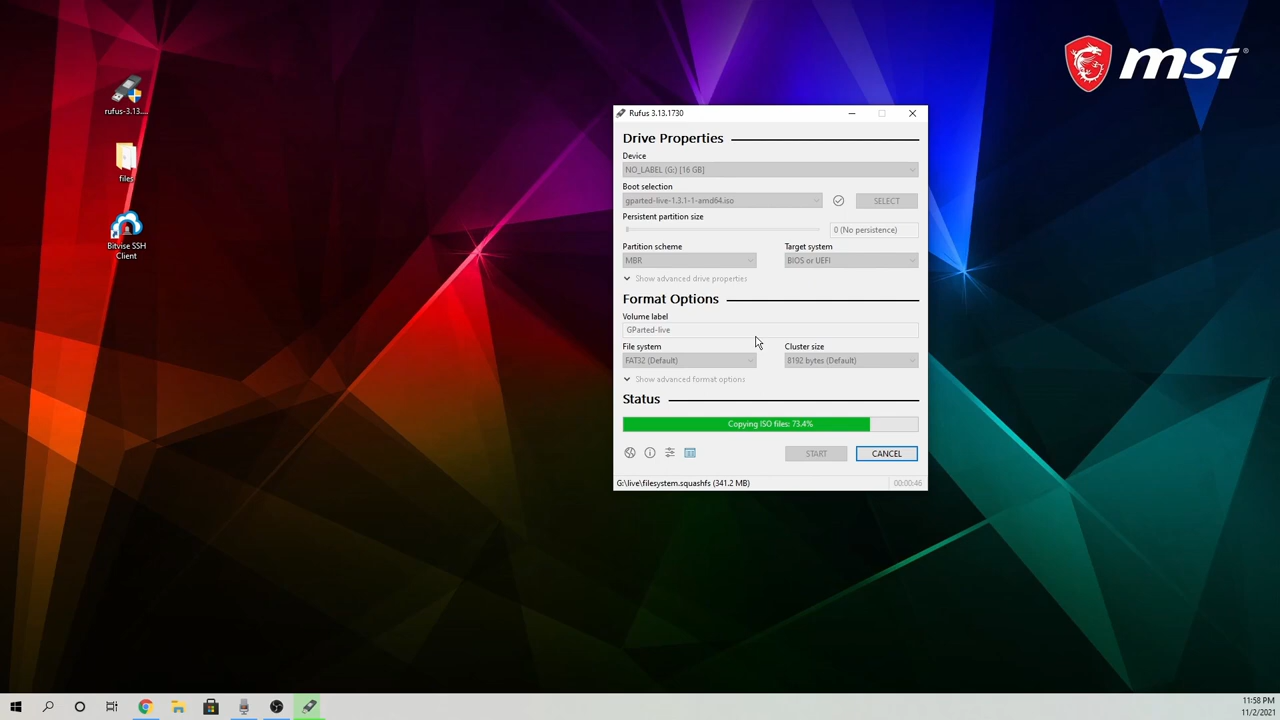 msi
rufus-3.13....
files
Bitvise SSH
Client
Rufus 3.13.1730
Drive Properties
Device
NO_LABEL (G:) [16 GB]
Boot selection
gparted-live-1.3.1-1-amd64.iso
SELECT
Persistent partition size
0 (No persistence)
Partition scheme
Target system
MBR
BIOS or UEFI
Show advanced drive properties
Format Options
Volume label
GParted-live
File system
Cluster size
FAT32 (Default)
8192 bytes (Default)
Show advanced format options
Status
Copying ISO files: 73.4%
START
CANCEL
G:\live\filesystem.squashfs (341.2 MB)
00:00:46
11:58 PM
11/2/2021